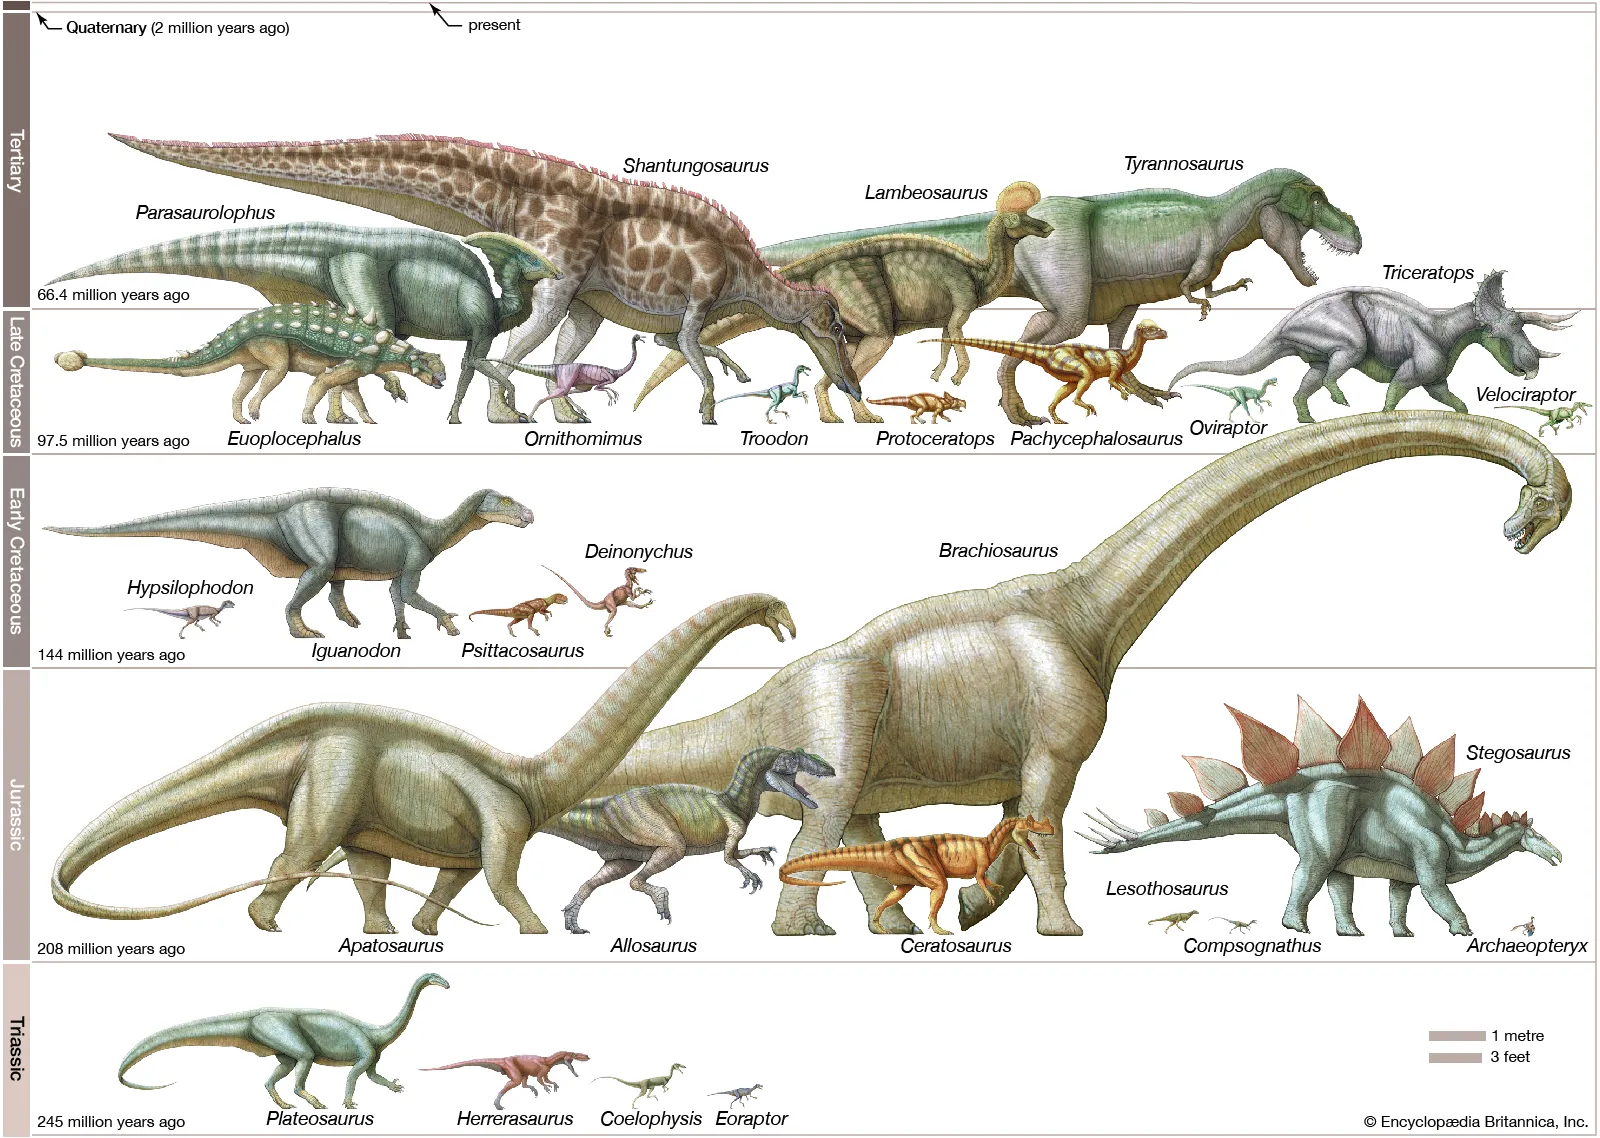 Quaternary (2 million years ago)
present
Tertiary
Shantungosaurus
Tyrannosaurus
Lambeosaurus
Parasaurolophus
Triceratops
66.4 million years ago
Late Cretaceous
Velociraptor
Oviraptor
97.5 million years ago
Euoplocephalus
Ornithomimus
Troodon
Protoceratops
Pachycephalosaurus
Early Cretaceous
Deinonychus
Brachiosaurus
Hypsilophodon
Iguanodon
Psittacosaurus
144 million years ago
Jurassic
Stegosaurus
Lesothosaurus
208 million years ago
Apatosaurus
Allosaurus
Ceratosaurus
Compsognathus
Archaeopteryx
Triassic
1 metre
3 feet
245 million years ago
Plateosaurus
Herrerasaurus
Coelophysis
Eoraptor
© Encyclopædia Britannica, Inc.